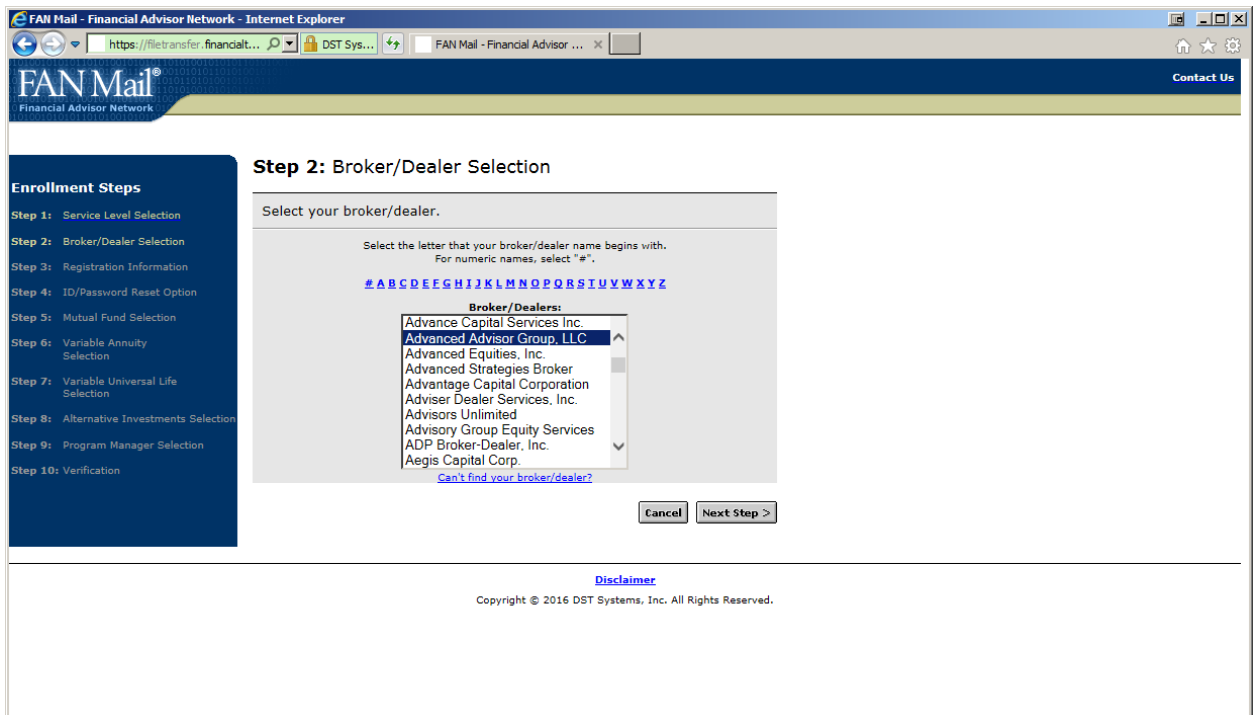 FAN Mail - Financial Advisor Network - Internet Explorer
https://filetransfer.financialt... DST Sys... FAN Mail - Financial Advisor ...
FAN Mail®
Financial Advisor Network
Contact Us
Step 2: Broker/Dealer Selection
Enrollment Steps
Step 1: Service Level Selection
Step 2: Broker/Dealer Selection
Step 3: Registration Information
Step 4: ID/Password Reset Option
Step 5: Mutual Fund Selection
Step 6: Variable Annuity
Selection
Step 7: Variable Universal Life
Selection
Step 8: Alternative Investments Selection
Step 9: Program Manager Selection
Step 10: Verification
Select your broker/dealer.
Select the letter that your broker/dealer name begins with.
For numeric names, select "#".
# A B C D E F G H I J K L M N O P Q R S T U V W X Y Z
Broker/Dealers:
Advance Capital Services Inc.
Advanced Advisor Group, LLC
Advanced Equities, Inc.
Advanced Strategies Broker
Advantage Capital Corporation
Adviser Dealer Services, Inc.
Advisors Unlimited
Advisory Group Equity Services
ADP Broker-Dealer, Inc.
Aegis Capital Corp.
Can't find your broker/dealer?
Cancel Next Step >
Disclaimer
Copyright © 2016 DST Systems, Inc. All Rights Reserved.